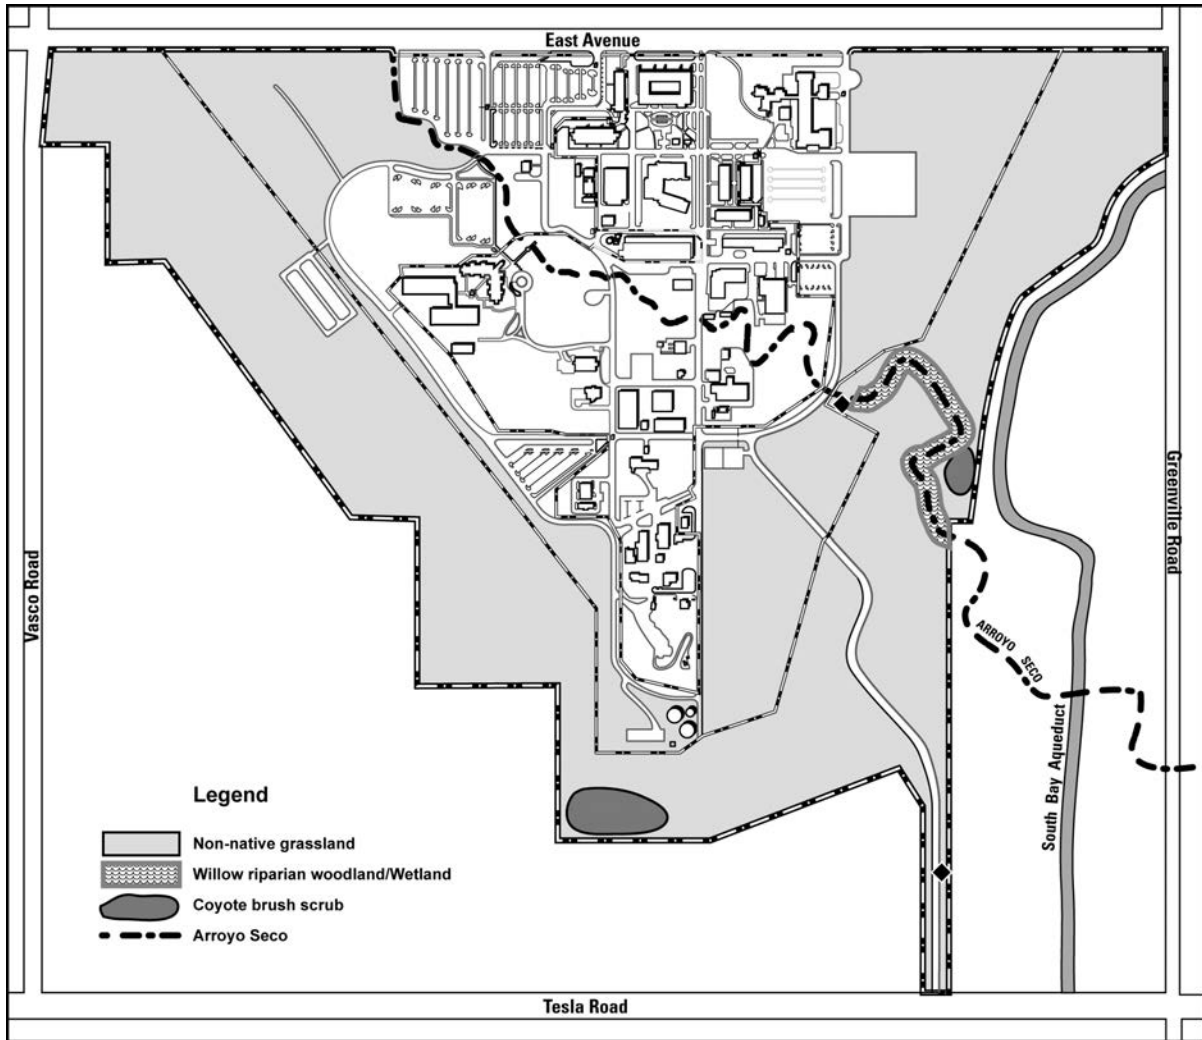 East Avenue
Vasco Road
Greenville Road
ARROYO SECO
South Bay Aqueduct
Legend
Non-native grassland
Willow riparian woodland/Wetland
Coyote brush scrub
Arroyo Seco
Tesla Road